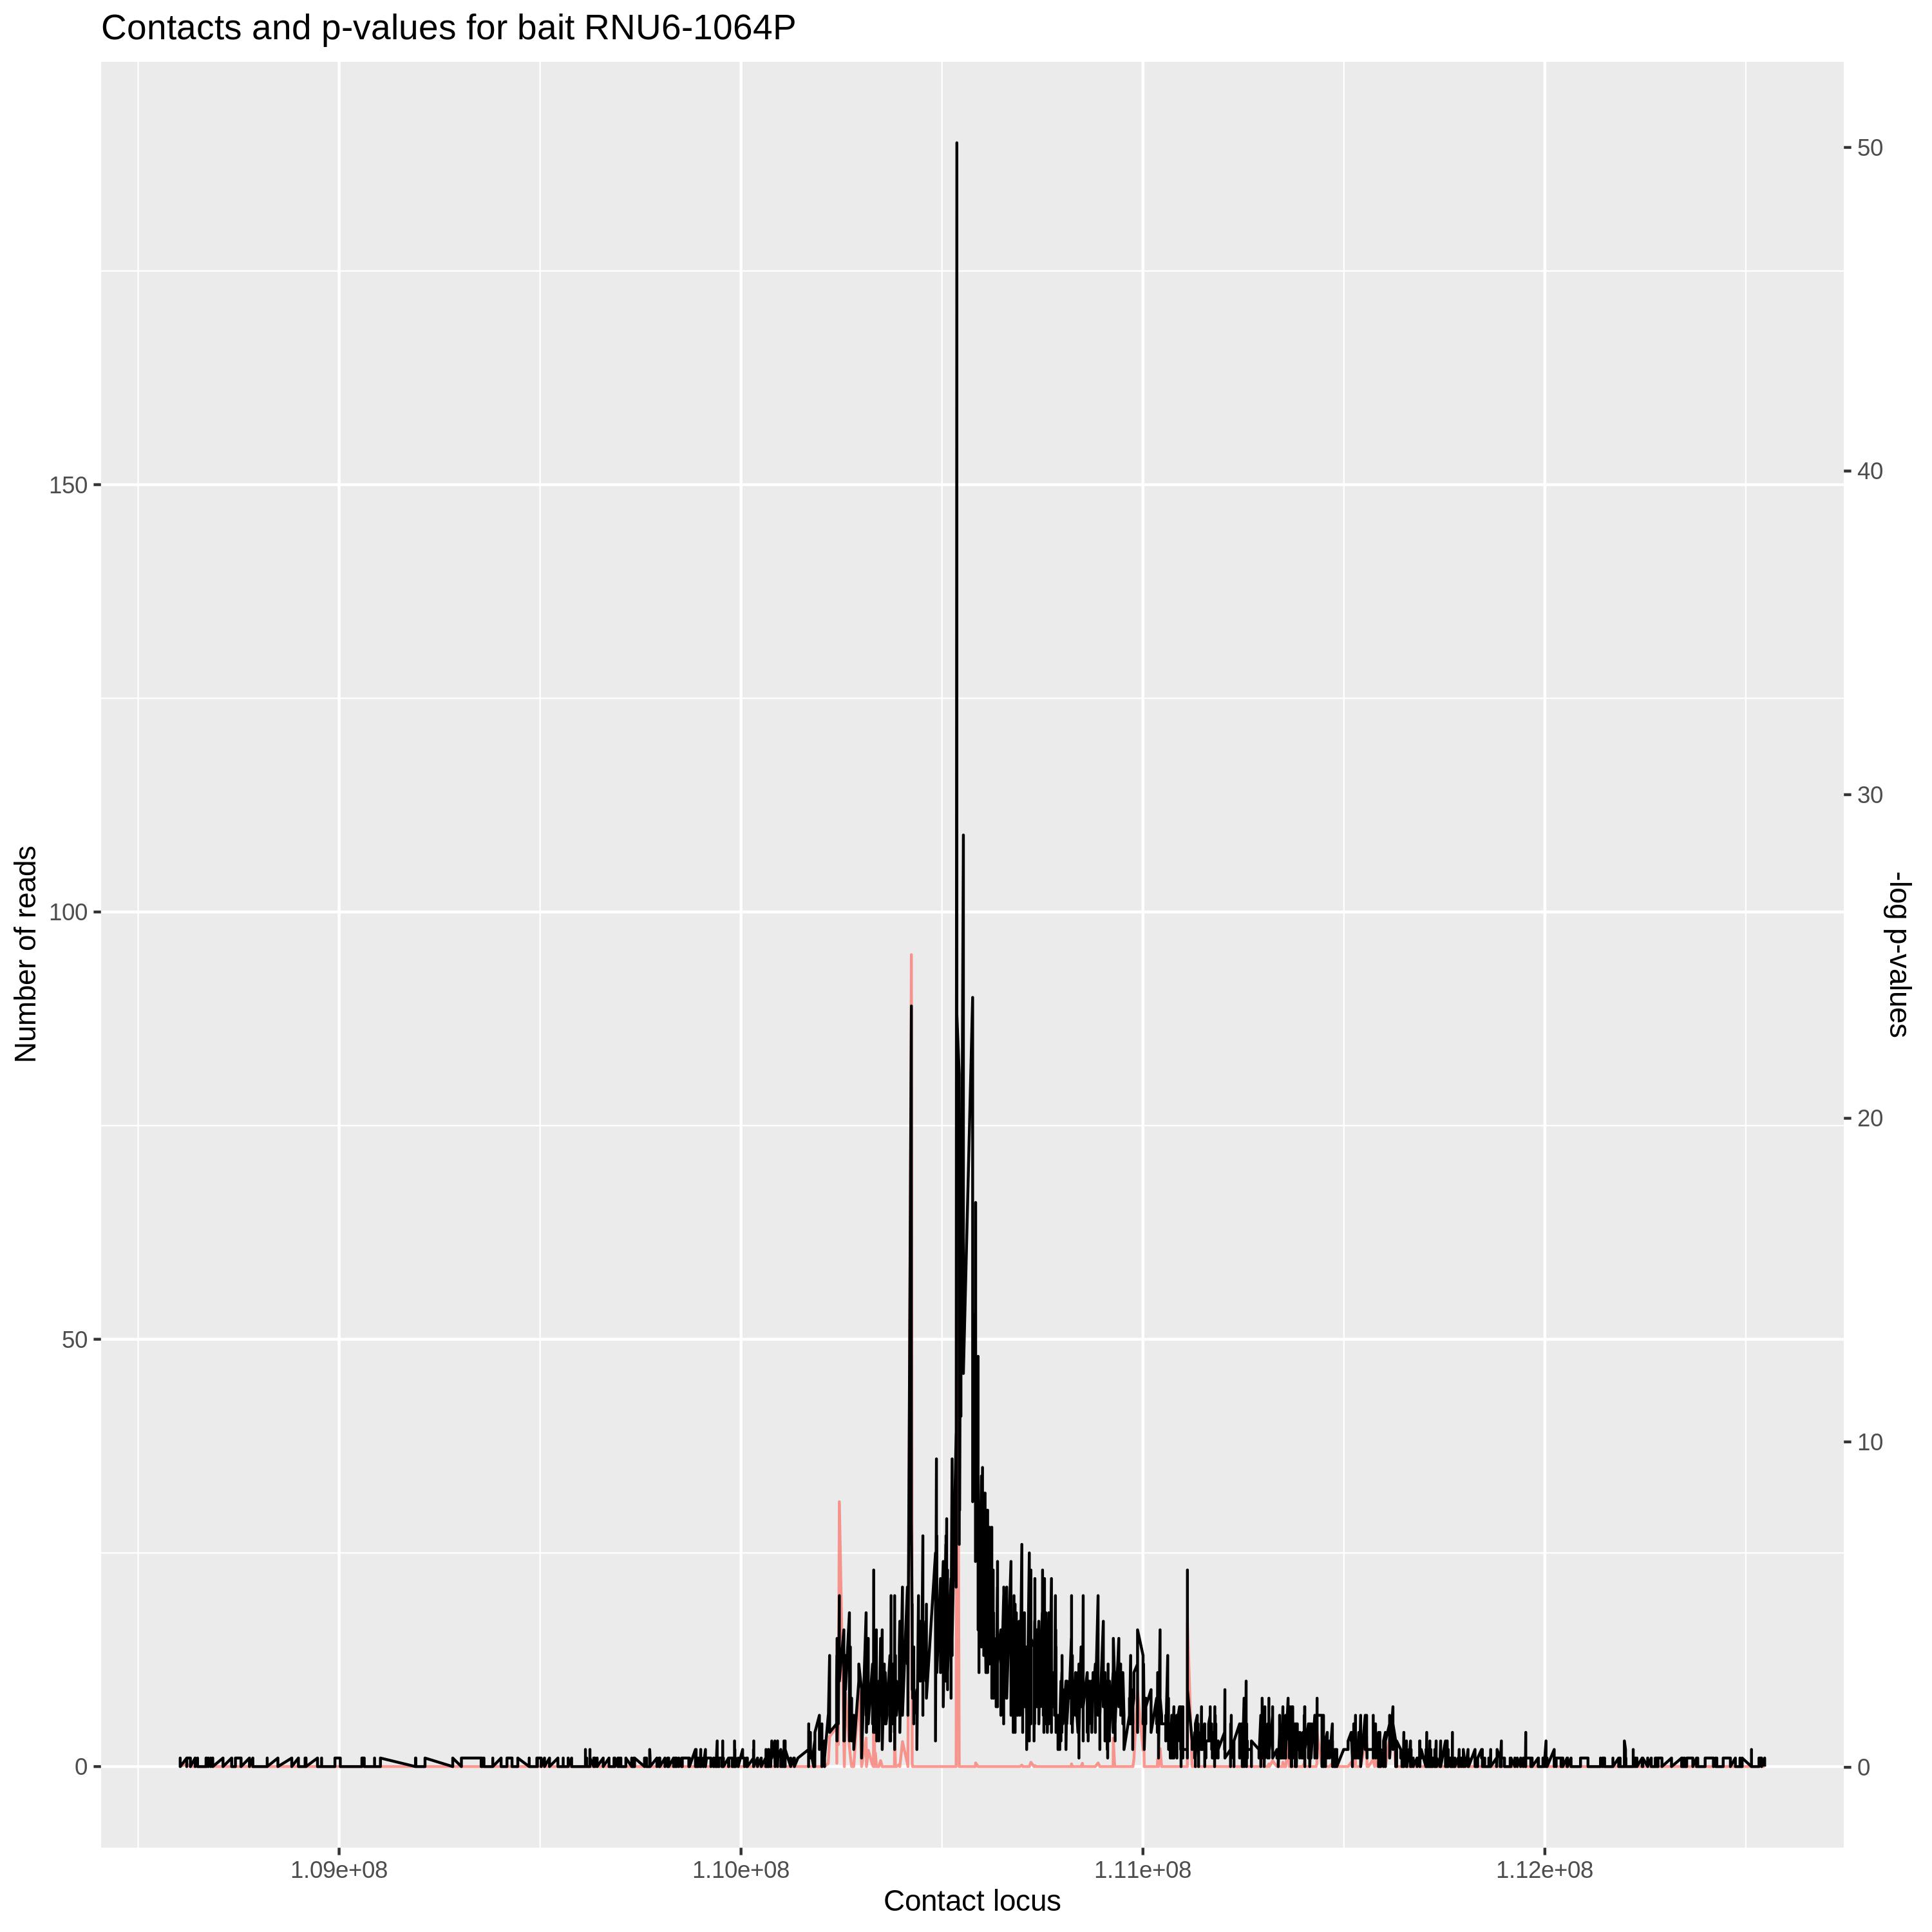 Contacts and p-values for bait RNU6-1064P
Number of reads
150
100
50
0
50
40
30
20
10
0
-log p-values
1.09e+08 1.10e+08 1.11e+08 1.12e+08
Contact locus